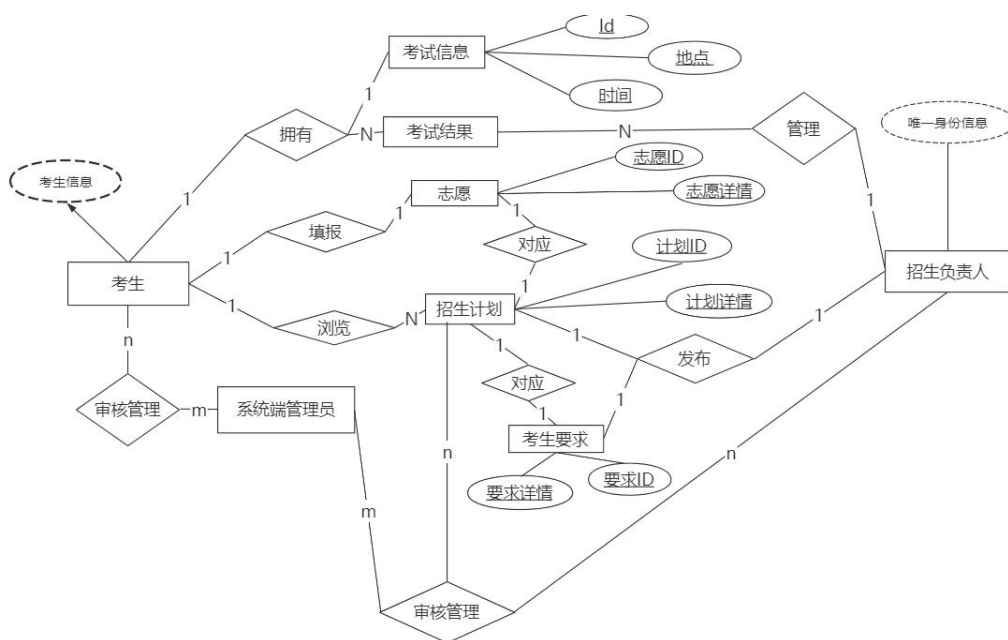 Id
考试信息
地点
时间
1
拥有
N
考试结果
N
管理
唯一身份信息
考生信息
1
志愿ID
志愿
志愿详情
1
填报
1
1
对应
计划ID
1
考生
1
招生负责人
1
计划详情
浏览
N
招生计划
1
1
1
发布
n
对应
1
审核管理
m
系统端管理员
1
考生要求
n
n
要求详情
要求ID
m
审核管理